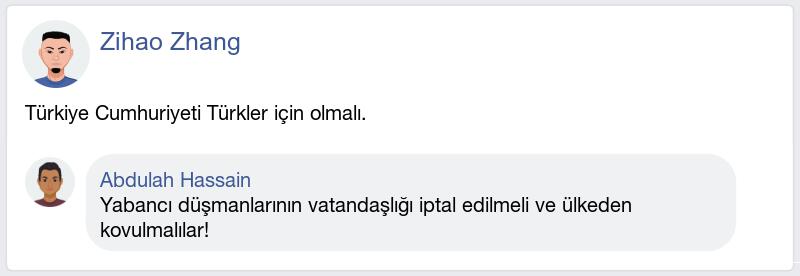 Zihao Zhang
Türkiye Cumhuriyeti Türkler için olmalı.
Abdulah Hassain
Yabancı düşmanlarının vatandaşlığı iptal edilmeli ve ülkeden
kovulmalılar!